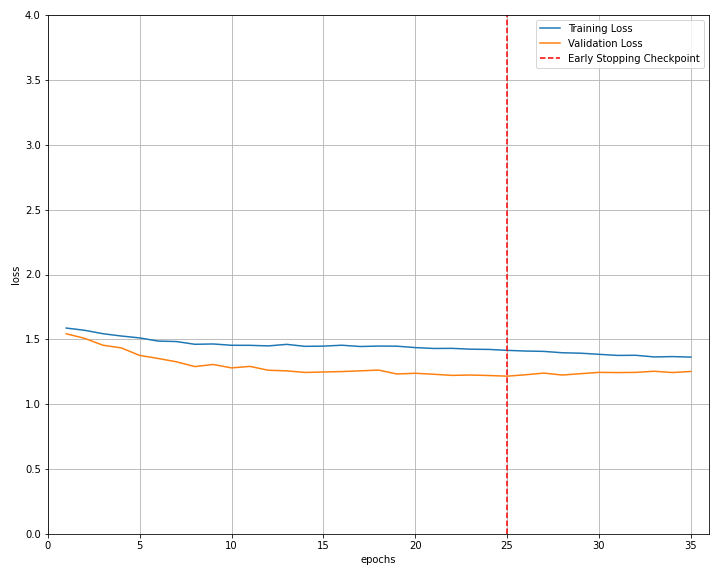 4.0
3.5
3.0
2.5
2.0
1.5
1.0
0.5
0.0
loss
0 5 10 15 20 25 30 35
epochs
Training Loss
Validation Loss
Early Stopping Checkpoint